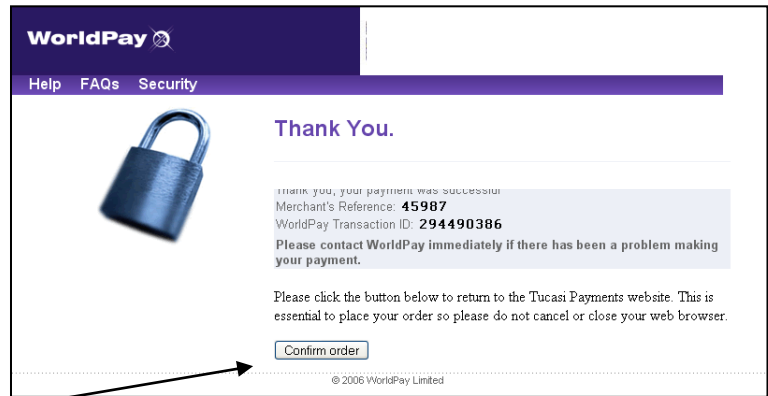 WorldPay
Help FAQs Security
Thank You.
Thank you, your payment was successful
Merchant's Reference: 45987
WorldPay Transaction ID: 294490386
Please contact WorldPay immediately if there has been a problem making
your payment.
Please click the button below to return to the Tucasi Payments website. This is
essential to place your order so please do not cancel or close your web browser.
Confirm order
© 2006 WorldPay Limited